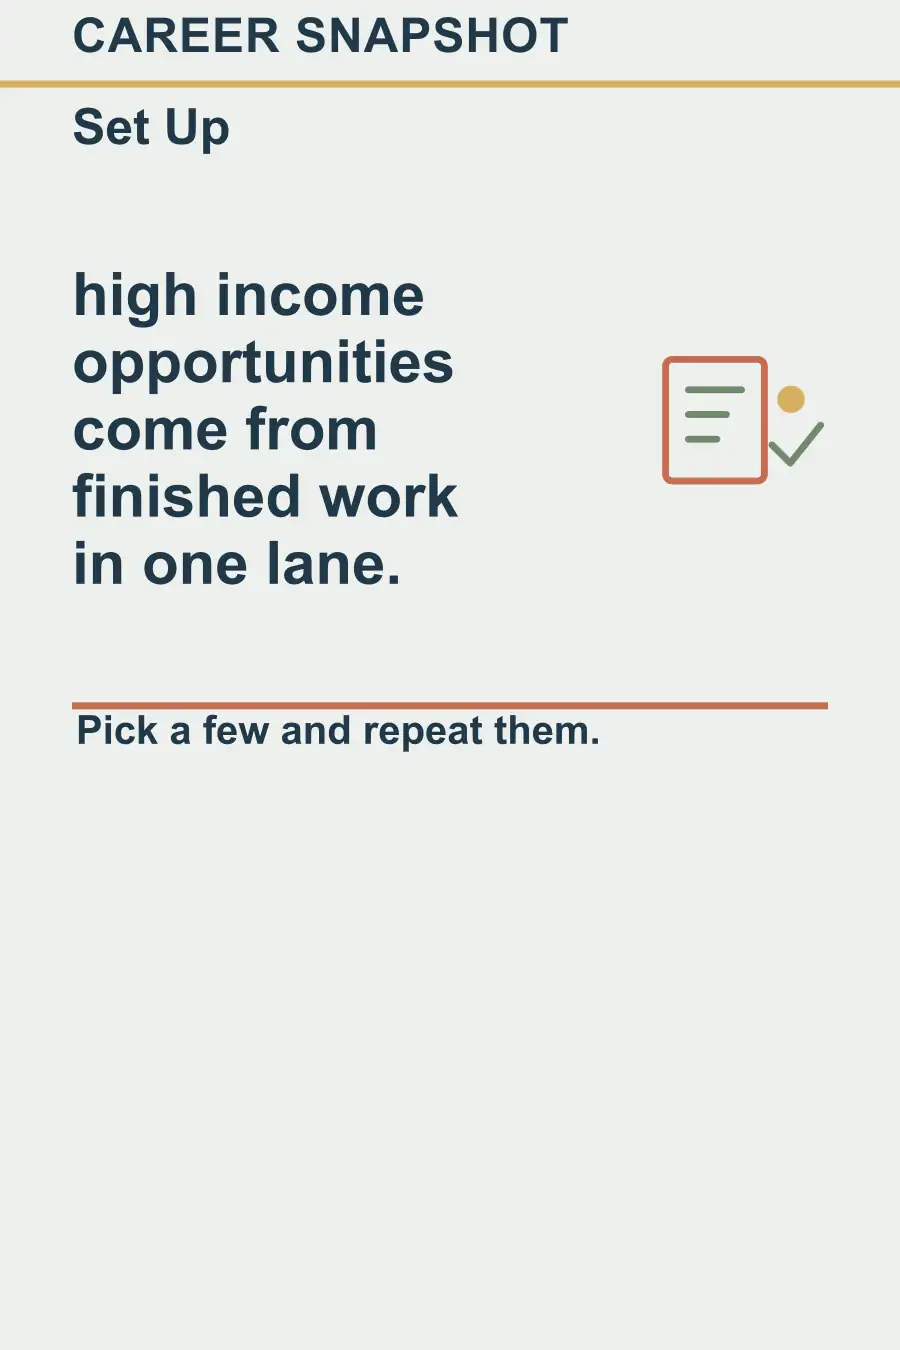 CAREER SNAPSHOT
Set Up
high income
opportunities
come from
finished work
in one lane.
Pick a few and repeat them.